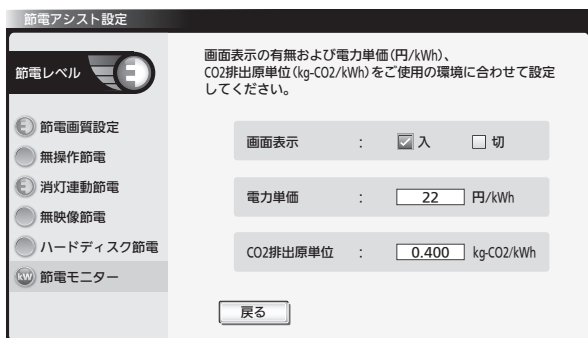 節電アシスト設定
節電レベル
節電画質設定
無操作節電
消灯連動節電
無映像節電
ハードディスク節電
kW 節電モニター
画面表示の有無および電力単価(円/kWh)、
CO2排出原単位(kg-CO2/kWh)をご使用の環境に合わせて設定
してください。
画面表示 : 入 切
電力単価 : 22 円/kWh
CO2排出原単位 : 0.400 kg-CO2/kWh
戻る